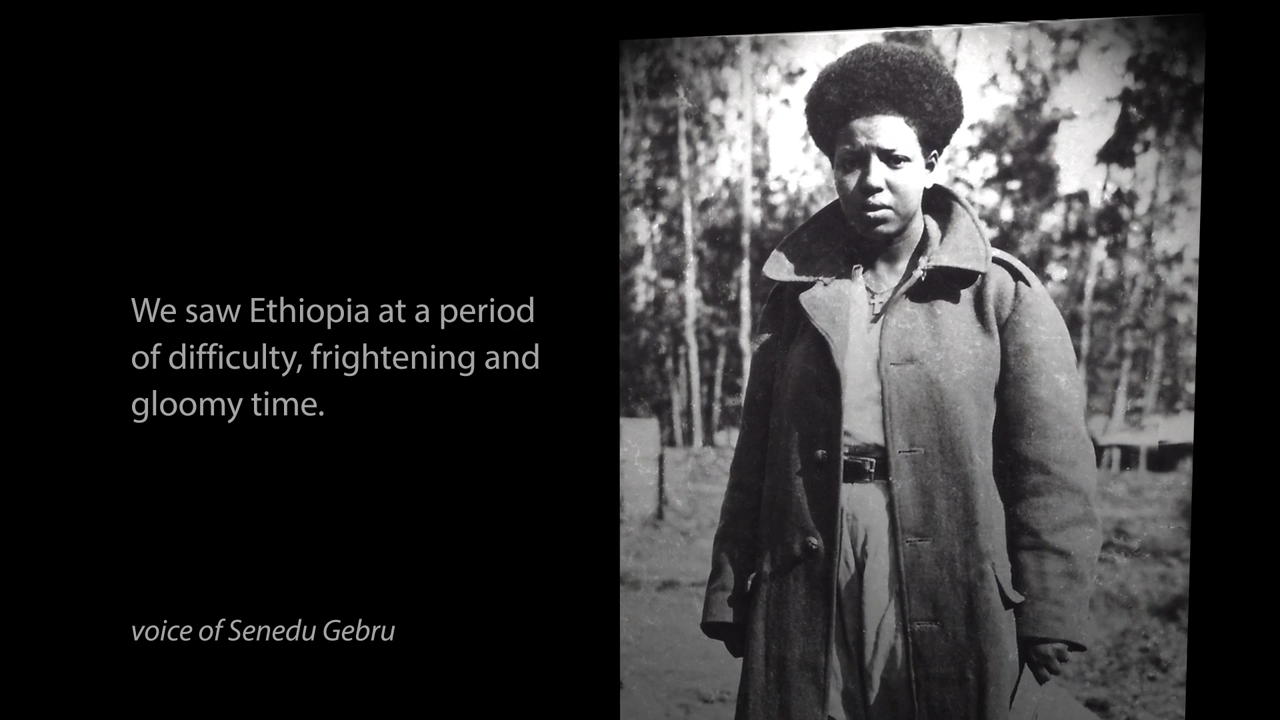 We saw Ethiopia at a period
of difficulty, frightening and
gloomy time.
voice of Senedu Gebru